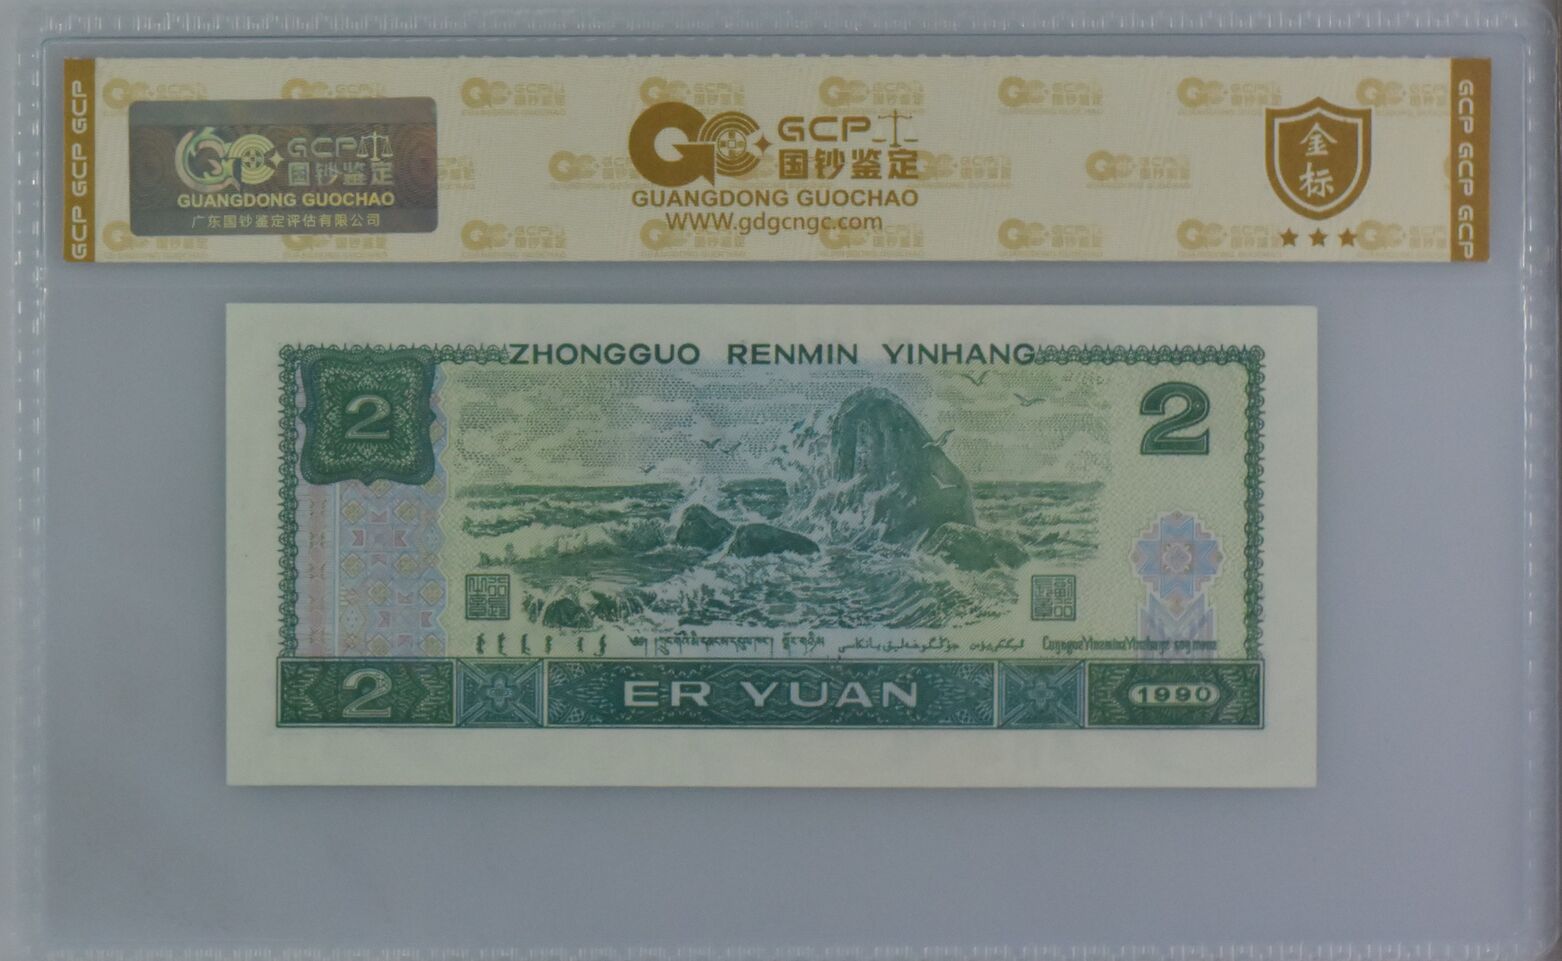 GCP GCP GCP
GCP
国钞鉴定
GUANGDONG GUOCHAO
广东国钞鉴定评估有限公司
GCP
国钞鉴定
GUANGDONG GUOCHAO
WWW.gdgcngc.com
金标
GCP GCP GCP
ZHONGGUO RENMIN YINHANG
2
2
2
ER YUAN
1990